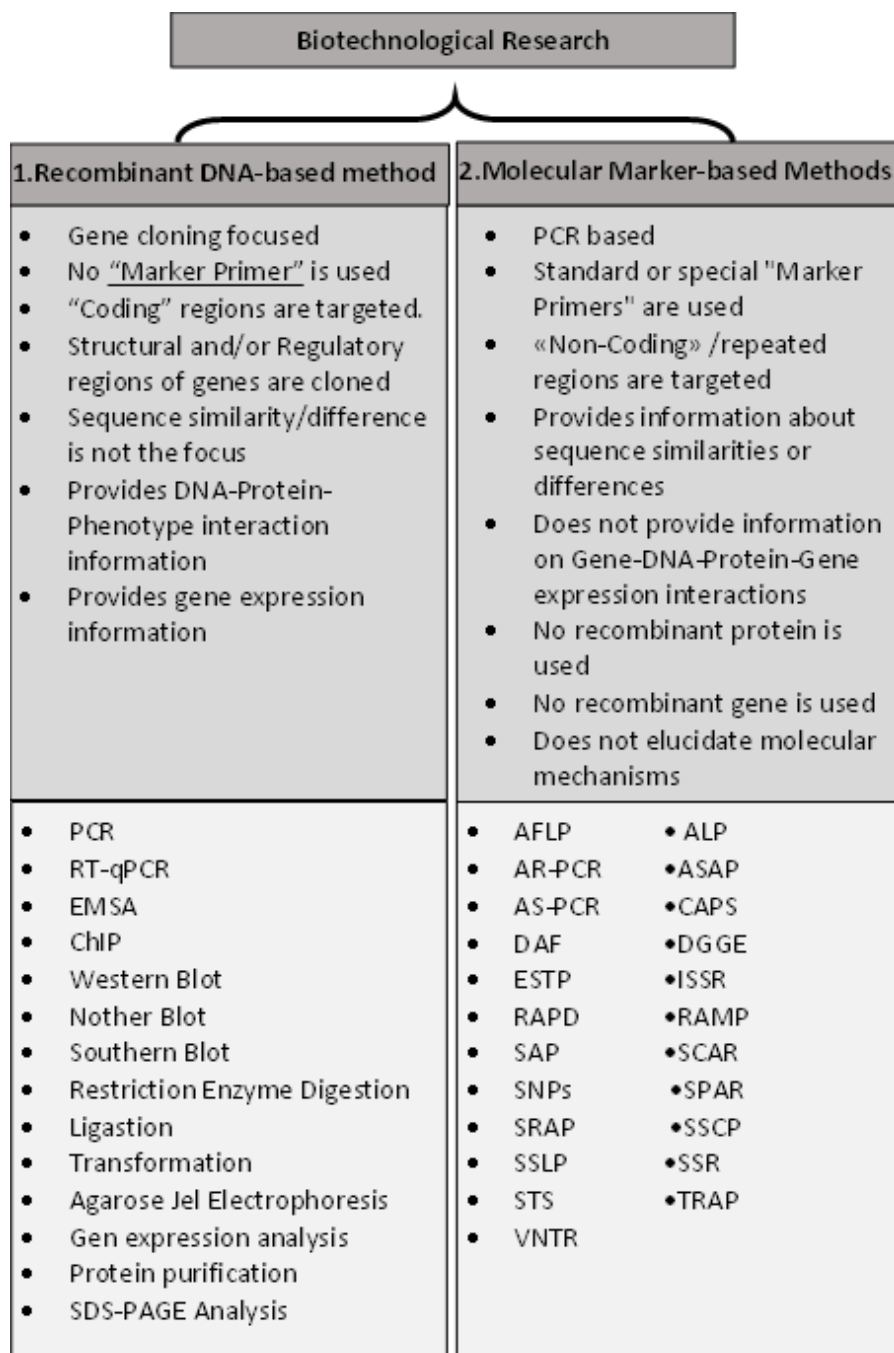 Biotechnological Research
1.Recombinant DNA-based method
• Gene cloning focused
• No “Marker Primer” is used
• “Coding” regions are targeted.
• Structural and/or Regulatory
regions of genes are cloned
• Sequence similarity/difference
is not the focus
• Provides DNA-Protein-
Phenotype interaction
information
• Provides gene expression
information
• PCR
• RT-qPCR
• EMSA
• ChIP
• Western Blot
• Nother Blot
• Southern Blot
• Restriction Enzyme Digestion
• Ligastion
• Transformation
• Agarose Jel Electrophoresis
• Gen expression analysis
• Protein purification
• SDS-PAGE Analysis
2.Molecular Marker-based Methods
• PCR based
• Standard or special "Marker
Primers" are used
• «Non-Coding» /repeated
regions are targeted
• Provides information about
sequence similarities or
differences
• Does not provide information
on Gene-DNA-Protein-Gene
expression interactions
• No recombinant protein is
used
• No recombinant gene is used
• Does not elucidate molecular
mechanisms
• AFLP • ALP
• AR-PCR •ASAP
• AS-PCR •CAPS
• DAF •DGGE
• ESTP •ISSR
• RAPD •RAMP
• SAP •SCAR
• SNPs •SPAR
• SRAP •SSCP
• SSLP •SSR
• STS •TRAP
• VNTR